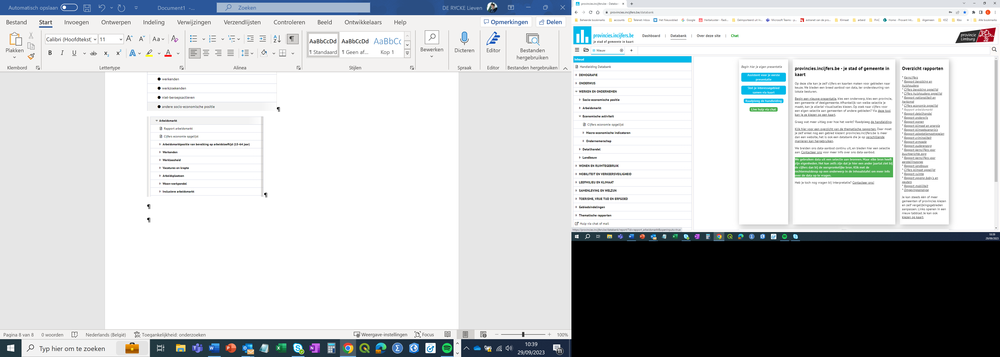 Automatisch opslaan
Document1 -...
Zoeken
DE RYCKE Lieven
Bestand Start Invoegen Ontwerpen Indeling Verwijzingen Verzendlijsten Controleren Beeld Ontwikkelaars Help
Opmerkingen
Delen
Plakken
Calibri (Hoofdtekst)
11
AaBbCcDd
¶ Standaard
AaBbCcDd
¶ Geen af...
AaBbCc
Kop 1
Bewerken
Dicteren
Editor
Bestanden
hergebruiken
Klembord
Lettertype
Alinea
Stijlen
Spraak
Editor
Bestanden hergebruiken
werkenden
werkzoekenden
niet-beroepsactieven
andere socio-economische positie
¶
Arbeidsmarkt
Rapport arbeidsmarkt
Cijfers economie opgelijst
Arbeidsmarktpositie van bevolking op arbeidsleeftijd (15-64 jaar)
Werkenden
Werkloosheid
Vacatures en krapte
Arbeidsplaatsen
Woon-werkpendel
Inclusieve arbeidsmarkt
¶
¶
¶
Pagina 8 van 8
0 woorden
Nederlands (België)
Toegankelijkheid: onderzoeken
Weergave-instellingen
Focus
100%
Typ hier om te zoeken
10:39
29/09/2023
11
provincies.incijfers.be - Databan
provincies.incijfers.be/databank
Beheerde bookmarks
accounts
Telenet: Inbox
Het Nieuwsblad
Google
Herbeluister - Radi...
Geïmporteerd uit In...
Microsoft Teams - p...
extranet van de pro...
Klimaat
arbeid
PinC
Home - Provant Int...
Algemeen
KSZ
Kbo
»
Alle bookmarks
provincies.incijfers.be
je stad of gemeente in kaart
Dashboard | Databank | Over deze site | Chat
provincie
Limburg
Nieuw
Inhoud
Handleiding Databank
DEMOGRAFIE
ONDERWIJS
WERKEN EN ONDERNEMEN
Socio-economische positie
Arbeidsmarkt
Economische activiteit
Cijfers economie opgelijst
Macro-economische indicatoren
Ondernemerschap
Detailhandel
Landbouw
WONEN EN RUIMTEGEBRUIK
MOBILITEIT EN VERKEERSVEILIGHEID
LEEFMILIEU EN KLIMAAT
SAMENLEVING EN WELZIJN
TOERISME, VRIJE TIJD EN ERFGOED
Gebiedsindelingen
Thematische rapporten
Hulp via chat of mail
https://provincies.incijfers.be/databank/report/?id=rapport_arbeidsmarkt&openinputs=true
Begin hier je eigen presentatie
Assistent voor je eerste
presentatie
Stel je interessegebied
samen via kaart
Raadpleeg de handleiding
Live hulp via chat
provincies.incijfers.be - je stad of gemeente in
kaart
Op deze site kan je zelf cijfers en kaarten maken voor gebieden naar
keuze. We bieden een breed aanbod van data, ter ondersteuning van
lokale besturen.
Begin een nieuwe presentatie, kies een onderwerp, kies een provincie,
een gemeente of deelgemeente. Afhankelijk van welke selectie je
maakt, kan je allerlei visualisaties kiezen. Op zoek naar cijfers voor
een eigen selectie aan gemeenten of andere gebieden? Via deze tool
kan je ze kiezen op een kaart.
Graag wat meer uitleg over hoe het werkt? Raadpleeg de handleiding.
Klik hier voor een overzicht van de thematische rapporten. Daar moet
je zelf enkel nog een gebied kiezen! provincies.incijfers.be is meer
dan een website, het is ook een databank die je op verschillende
manieren kan hergebruiken.
We breiden ons data-aanbod continu uit, en bieden hier een selectie
aan. Contacteer ons voor meer info over ons data-aanbod.
We gebruiken data uit een selectie aan bronnen. Maar elke bron heeft
zijn eigenheden. Het kan zelfs zijn dat je hier een ander jaartal ziet bij
de cijfers dan bij de oorspronkelijke bron. Klik met de
rechtermuisknop op een onderwerp in de inhoudstafel om meer info
over de data op te vragen.
Heb je toch nog vragen bij interpretatie? Contacteer ons!
Overzicht rapporten
* Kerncijfers
* Rapport bevolking en
huishoudens
* Cijfers bevolking opgelijst
* Cijfers huishoudens opgelijst
* Rapport nationaliteit en
herkomst
* Cijfers economie opgelijst
* Rapport arbeidsmarkt
* Rapport detailhandel
* Rapport onderwijs
* Rapport wonen
* Rapport klimaat en energie
* Rapport klimaatscenario's
* Rapport adaptatiemaatregelen
* Rapport criminaliteit
* Rapport armoede
* Rapport ouderenzorg
* Rapport kerncijfers voor
buurtgerichte zorg
* Rapport kerncijfers voor
eerstelijnszones
* Rapport landbouw
* Cijfers klimaat opgelijst
* Rapport ruimte
* Rapport opvang baby's en
peuters
* Rapport mobiliteit
* Omgevingsanalyse
Je kan steeds één of meer
gemeenten of provincies kiezen
en zelf vergelijkingsgebieden
aanpassen. Links openen in een
nieuw tabblad. Je kan ook
kiezen op kaart.
10:39
29/09/2023